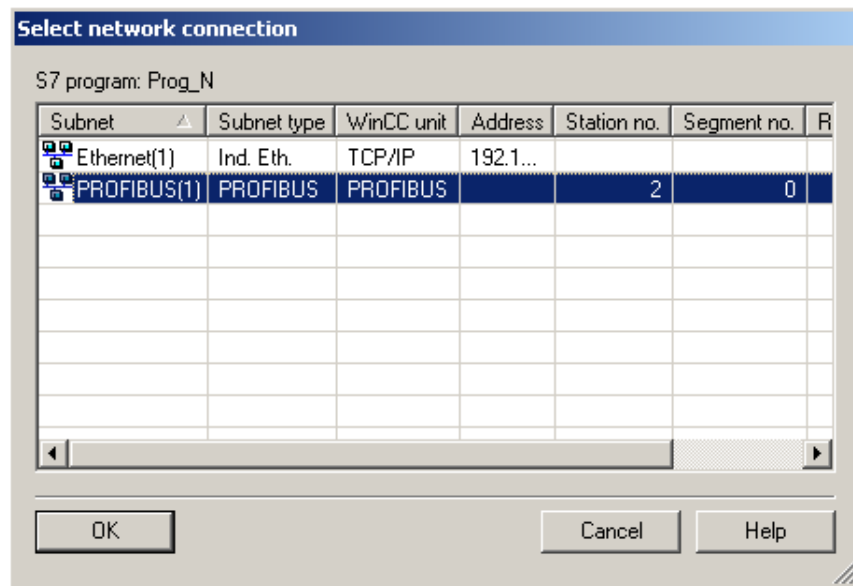 Select network connection
S7 program: Prog_N
Subnet Subnet type WinCC unit Address Station no. Segment no. R
Ethernet(1) Ind. Eth. TCP/IP 192.1...
PROFIBUS(1) PROFIBUS PROFIBUS 2 0
OK Cancel Help